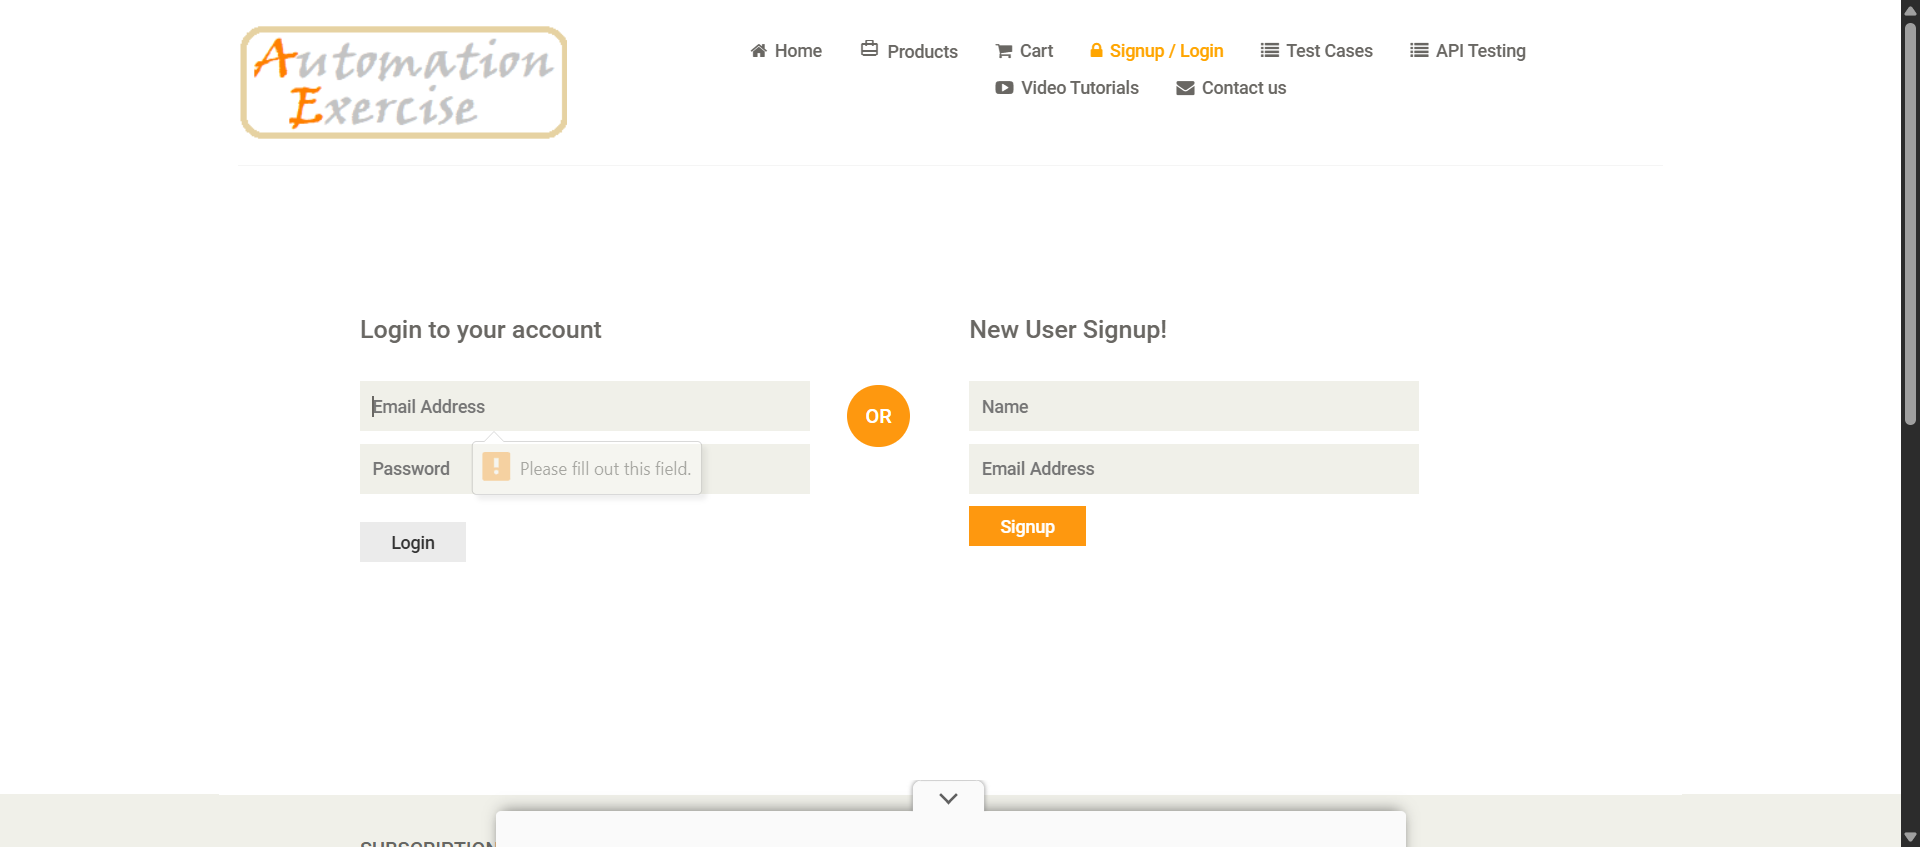 Automation
Exercise
Home
Products
Cart
Signup / Login
Test Cases
API Testing
Video Tutorials
Contact us
Login to your account
Email Address
Password
Please fill out this field.
Login
OR
New User Signup!
Name
Email Address
Signup
SUBSCRIPTION